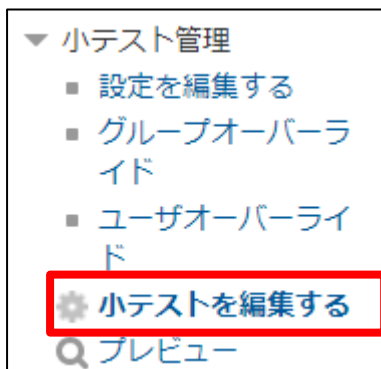 小テスト管理
設定を編集する
グループオーバーラ
イド
ユーザオーバーライ
ド
小テストを編集する
プレビュー